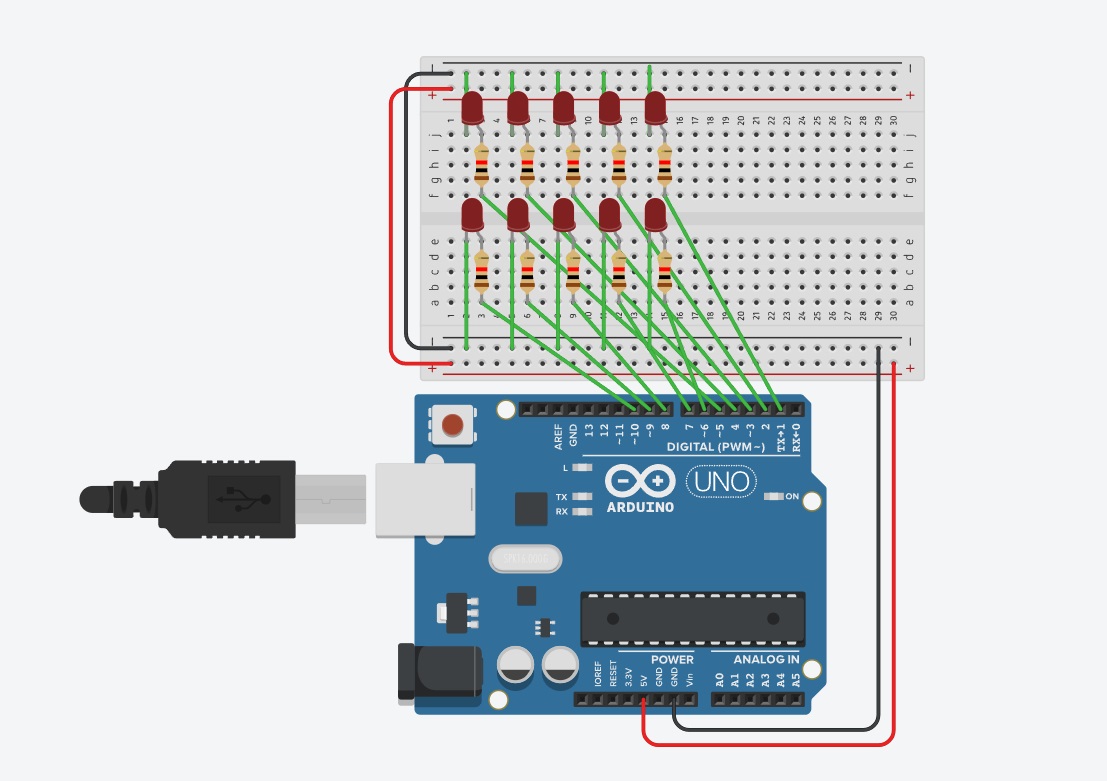 − −
+ +
1 4 7 10 13 16 17 18 19 20 21 22 23 24 25 26 27 28 29 30
j j
i i
h h
g g
f f
e e
d d
c c
b b
a a
1 3 6 9 12 15 16 17 18 19 20 21 22 23 24 25 26 27 28 29 30
− −
+ +
AREF GND 13 12 ~11 ~10 ~9 8 7 ~6 ~5 4 ~3 2 TX→1 RX←0
DIGITAL (PWM~)
L
TX
RX
UNO
ON
ARDUINO
POWER ANALOG IN
IOREF RESET 3.3V 5V GND GND Vin A0 A1 A2 A3 A4 A5